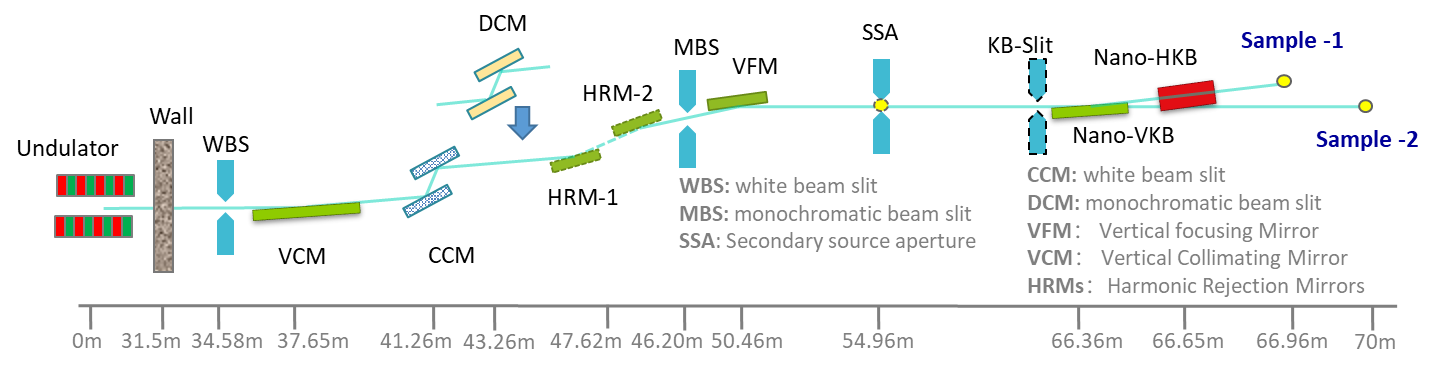 DCM
SSA
MBS
KB-Slit
Sample -1
VFM
Nano-HKB
HRM-2
Wall
Undulator
WBS
Nano-VKB
Sample -2
HRM-1
VCM
CCM
WBS: white beam slit
MBS: monochromatic beam slit
SSA: Secondary source aperture
CCM: white beam slit
DCM: monochromatic beam slit
VFM： Vertical focusing Mirror
VCM： Vertical Collimating Mirror
HRMs： Harmonic Rejection Mirrors
0m 31.5m 34.58m 37.65m 41.26m 43.26m 47.62m 46.20m 50.46m 54.96m 66.36m 66.65m 66.96m 70m